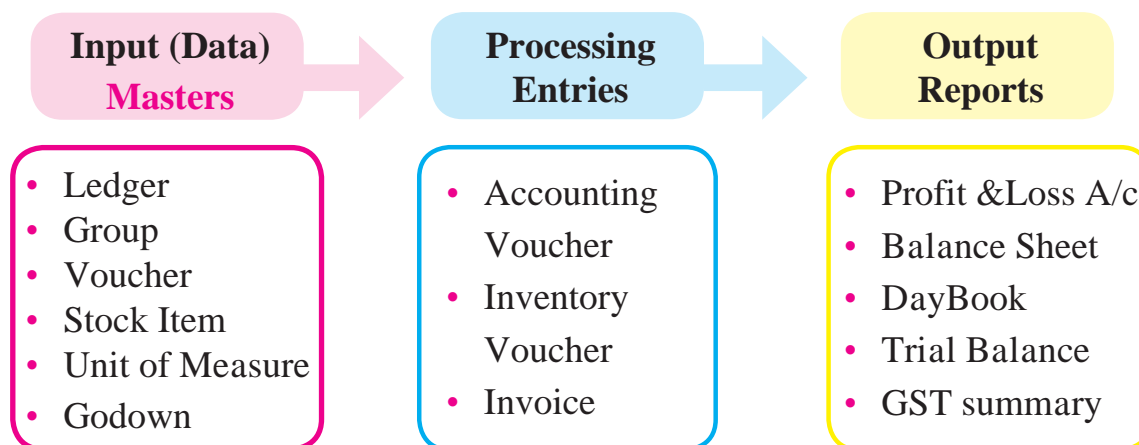 Input (Data)
Masters
Processing
Entries
Output
Reports
• Ledger
• Group
• Voucher
• Stock Item
• Unit of Measure
• Godown
• Accounting
Voucher
• Inventory
Voucher
• Invoice
• Profit &Loss A/c
• Balance Sheet
• DayBook
• Trial Balance
• GST summary